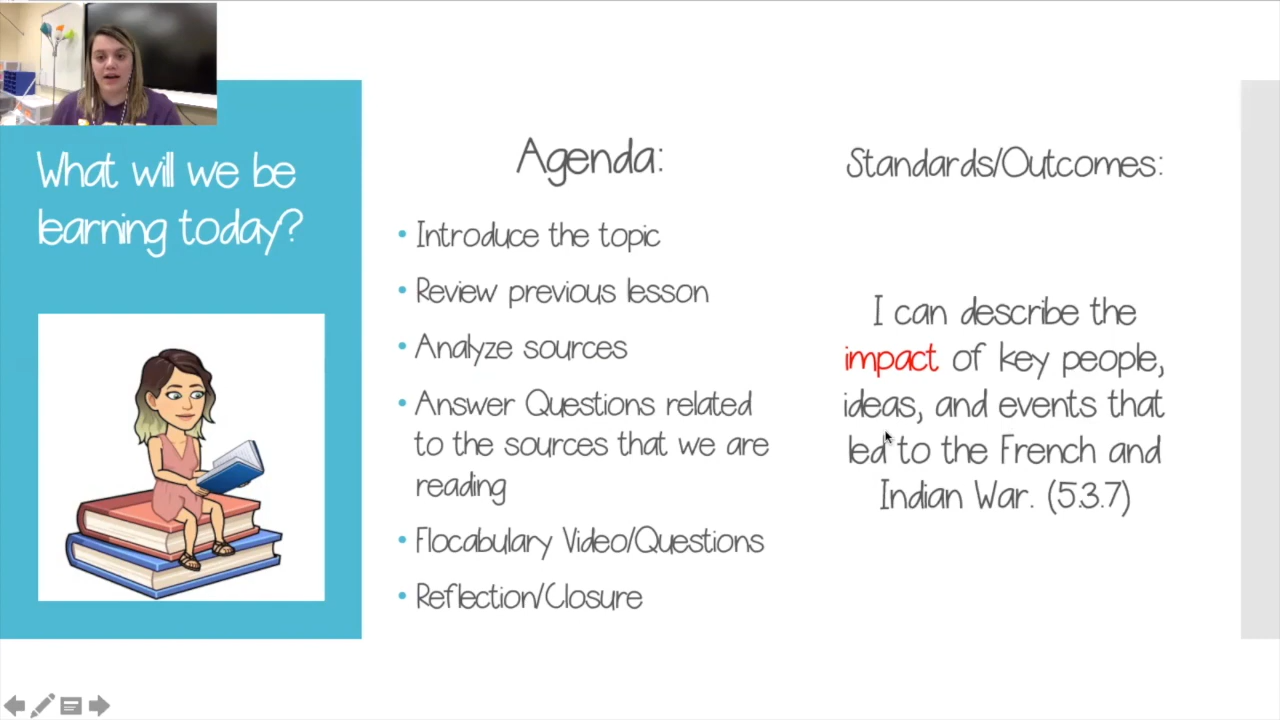 What will we be
learning today?
Agenda:
• Introduce the topic
• Review previous lesson
• Analyze sources
• Answer Questions related
to the sources that we are
reading
• Flocabulary Video/Questions
• Reflection/Closure
Standards/Outcomes:
I can describe the
impact of key people,
ideas, and events that
led to the French and
Indian War. (5.3.7)